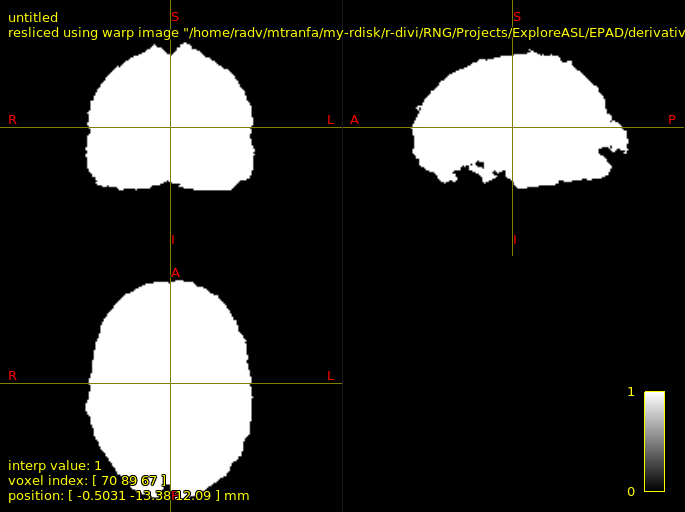 untitled
resliced using warp image "/home/radv/mtranfa/my-rdisk/r-divi/RNG/Projects/ExploreASL/EPAD/derivativ
S
S
R
L
A
P
I
I
A
R
L
1
interp value: 1
voxel index: [ 70 89 67 ]
0
position: [ -0.5031 -13.38 12.09 ] mm